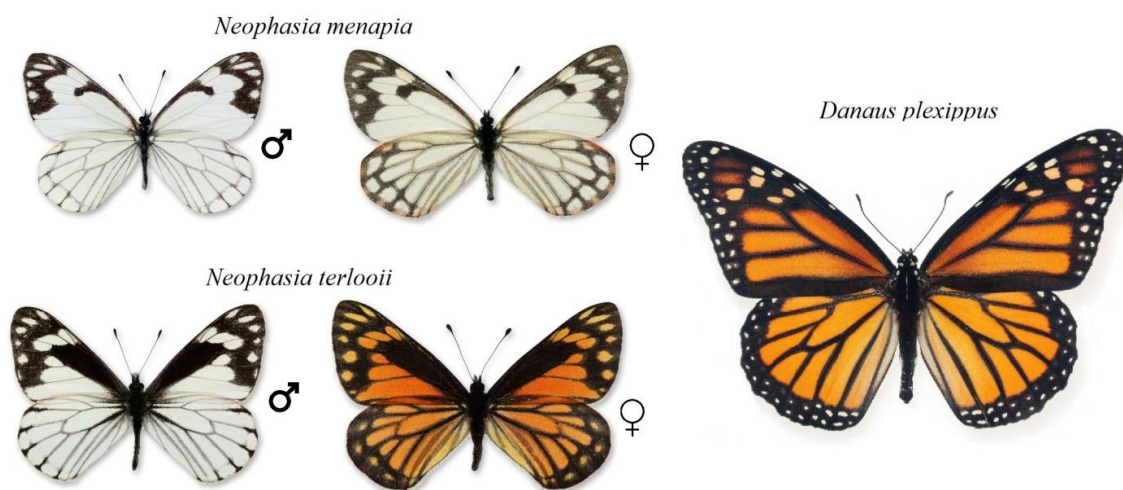 Neophasia menapia
Danaus plexippus
♂
♀
Neophasia terlooii
♂
♀